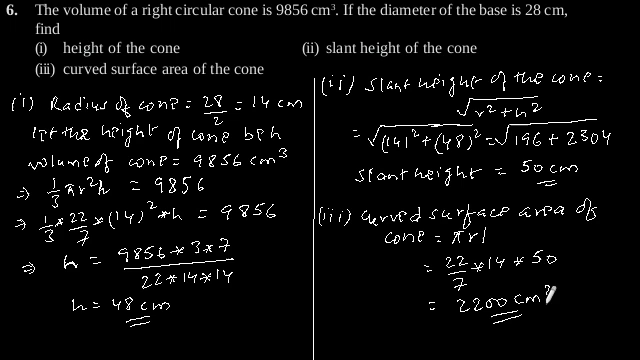 6. The volume of a right circular cone is 9856 cm³. If the diameter of the base is 28 cm,
find
(i) height of the cone (ii) slant height of the cone
(iii) curved surface area of the cone
(i) Radius of cone = 28/2 = 14 cm
let the height of cone be h
volume of cone = 9856 cm³
⇒ 1/3 πr²h = 9856
⇒ 1/3 * 22/7 * (14)² * h = 9856
⇒ h = 9856 * 3 * 7 / 22 * 14 * 14
h = 48 cm
(ii) slant height of the cone =
√r² + h²
= √(14)² + (48)² = √196 + 2304
slant height = 50 cm
(iii) curved surface area of
cone = πrl
= 22/7 * 14 * 50
= 2200 cm²